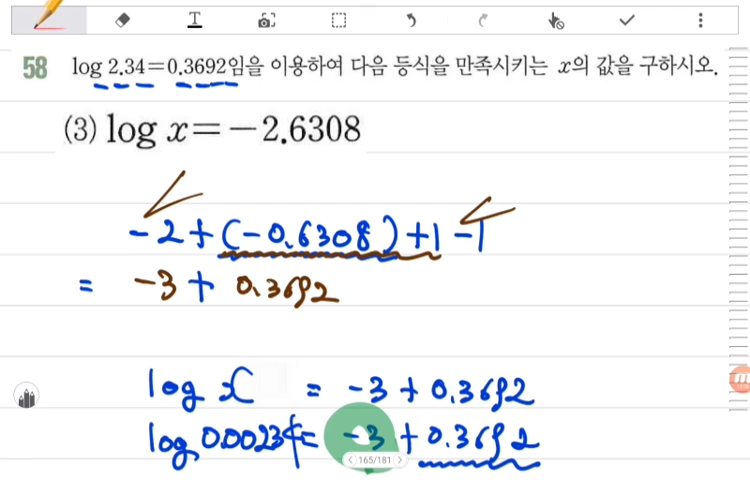 58 log 2.34=0.3692임을 이용하여 다음 등식을 만족시키는 x의 값을 구하시오.
(3) log x=−2.6308
-2+(-0.6308)+1-1
= -3+0.3692
log x = -3+0.3692
log 0.00234= -3+0.3692
<165/181>